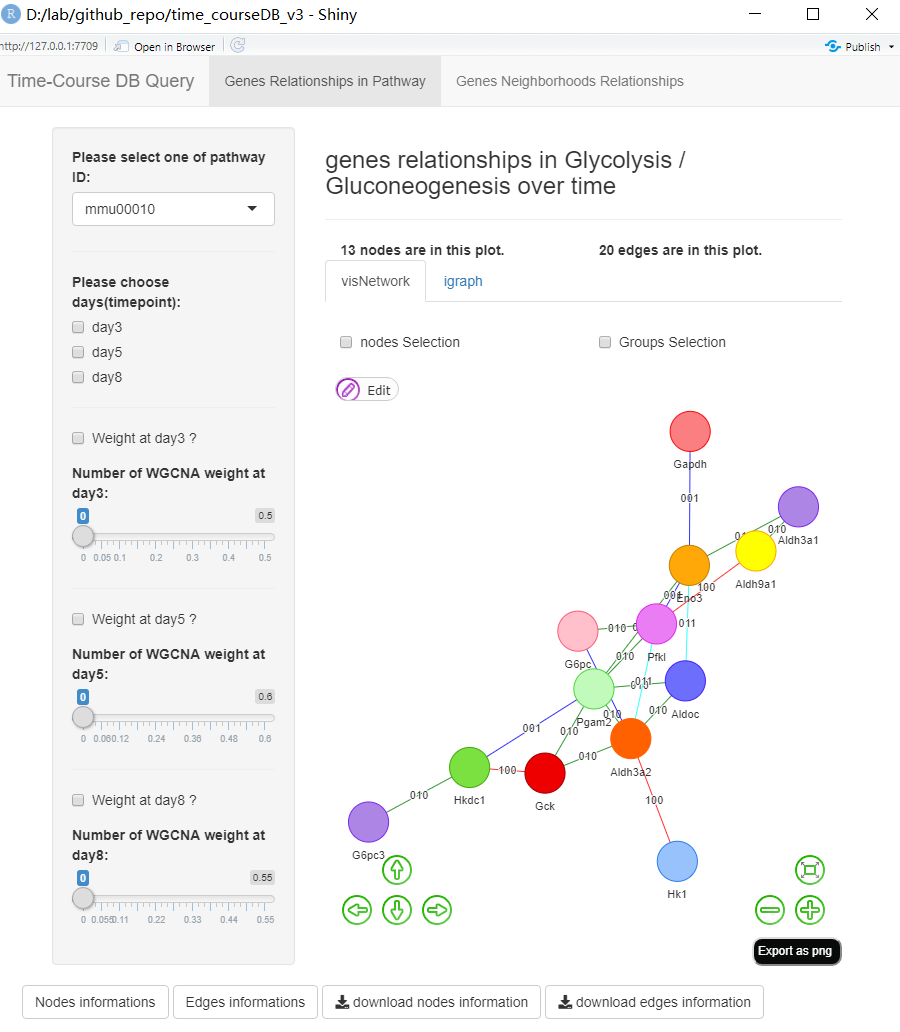 D:/lab/github_repo/time_courseDB_v3 - Shiny
http://127.0.0.1:7709 Open in Browser Publish
Time-Course DB Query Genes Relationships in Pathway Genes Neighborhoods Relationships
Please select one of pathway
ID:
mmu00010
Please choose
days(timepoint):
day3
day5
day8
Weight at day3 ?
Number of WGCNA weight at
day3:
0 0.5
0 0.05 0.1 0.2 0.3 0.4 0.5
Weight at day5 ?
Number of WGCNA weight at
day5:
0 0.6
0 0.06 0.12 0.24 0.36 0.48 0.6
Weight at day8 ?
Number of WGCNA weight at
day8:
0 0.55
0 0.055 0.11 0.22 0.33 0.44 0.55
genes relationships in Glycolysis /
Gluconeogenesis over time
13 nodes are in this plot. 20 edges are in this plot.
visNetwork igraph
nodes Selection Groups Selection
Edit
Gapdh
001
010
Aldh3a1
Aldh9a1
100
Eno3
001
010
011
G6pc
010
Pfkl
011
Aldoc
010
Pgam2
010
001
010
010
Aldh3a2
100
Hkdc1
Gck
010
100
G6pc3
Hk1
Export as png
Nodes informations Edges informations download nodes information download edges information